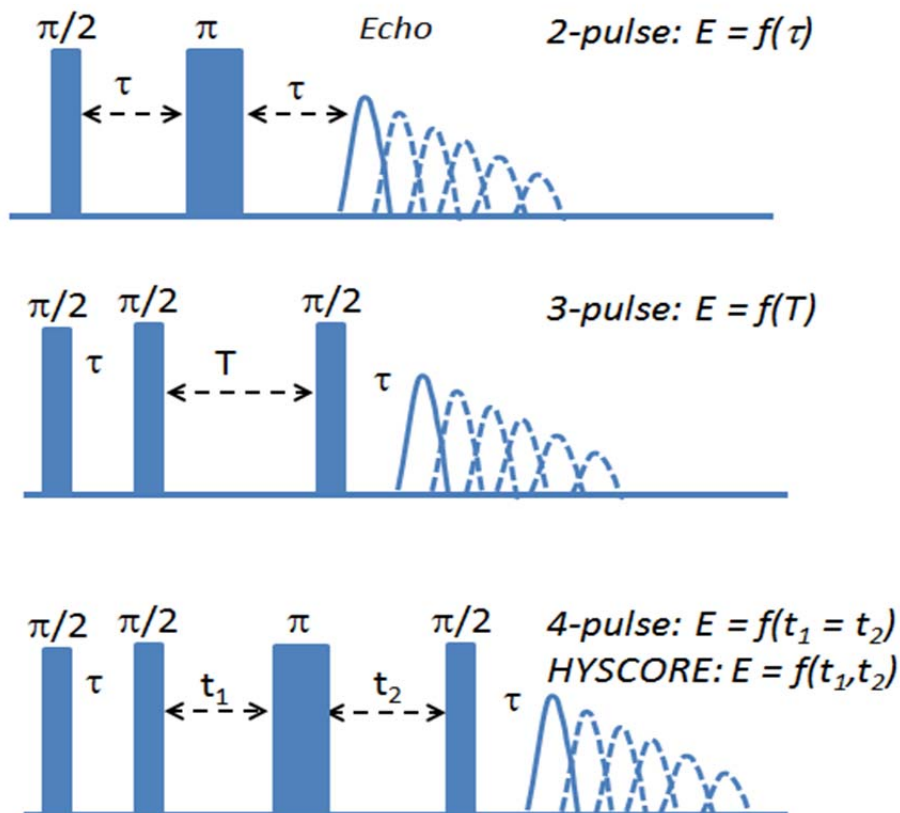 π/2 π Echo 2-pulse: E = f(τ)
τ τ
π/2 π/2 π/2 3-pulse: E = f(T)
τ T τ
π/2 π/2 π π/2 4-pulse: E = f(t₁ = t₂)
HYSCORE: E = f(t₁,t₂)
τ t₁ t₂ τ